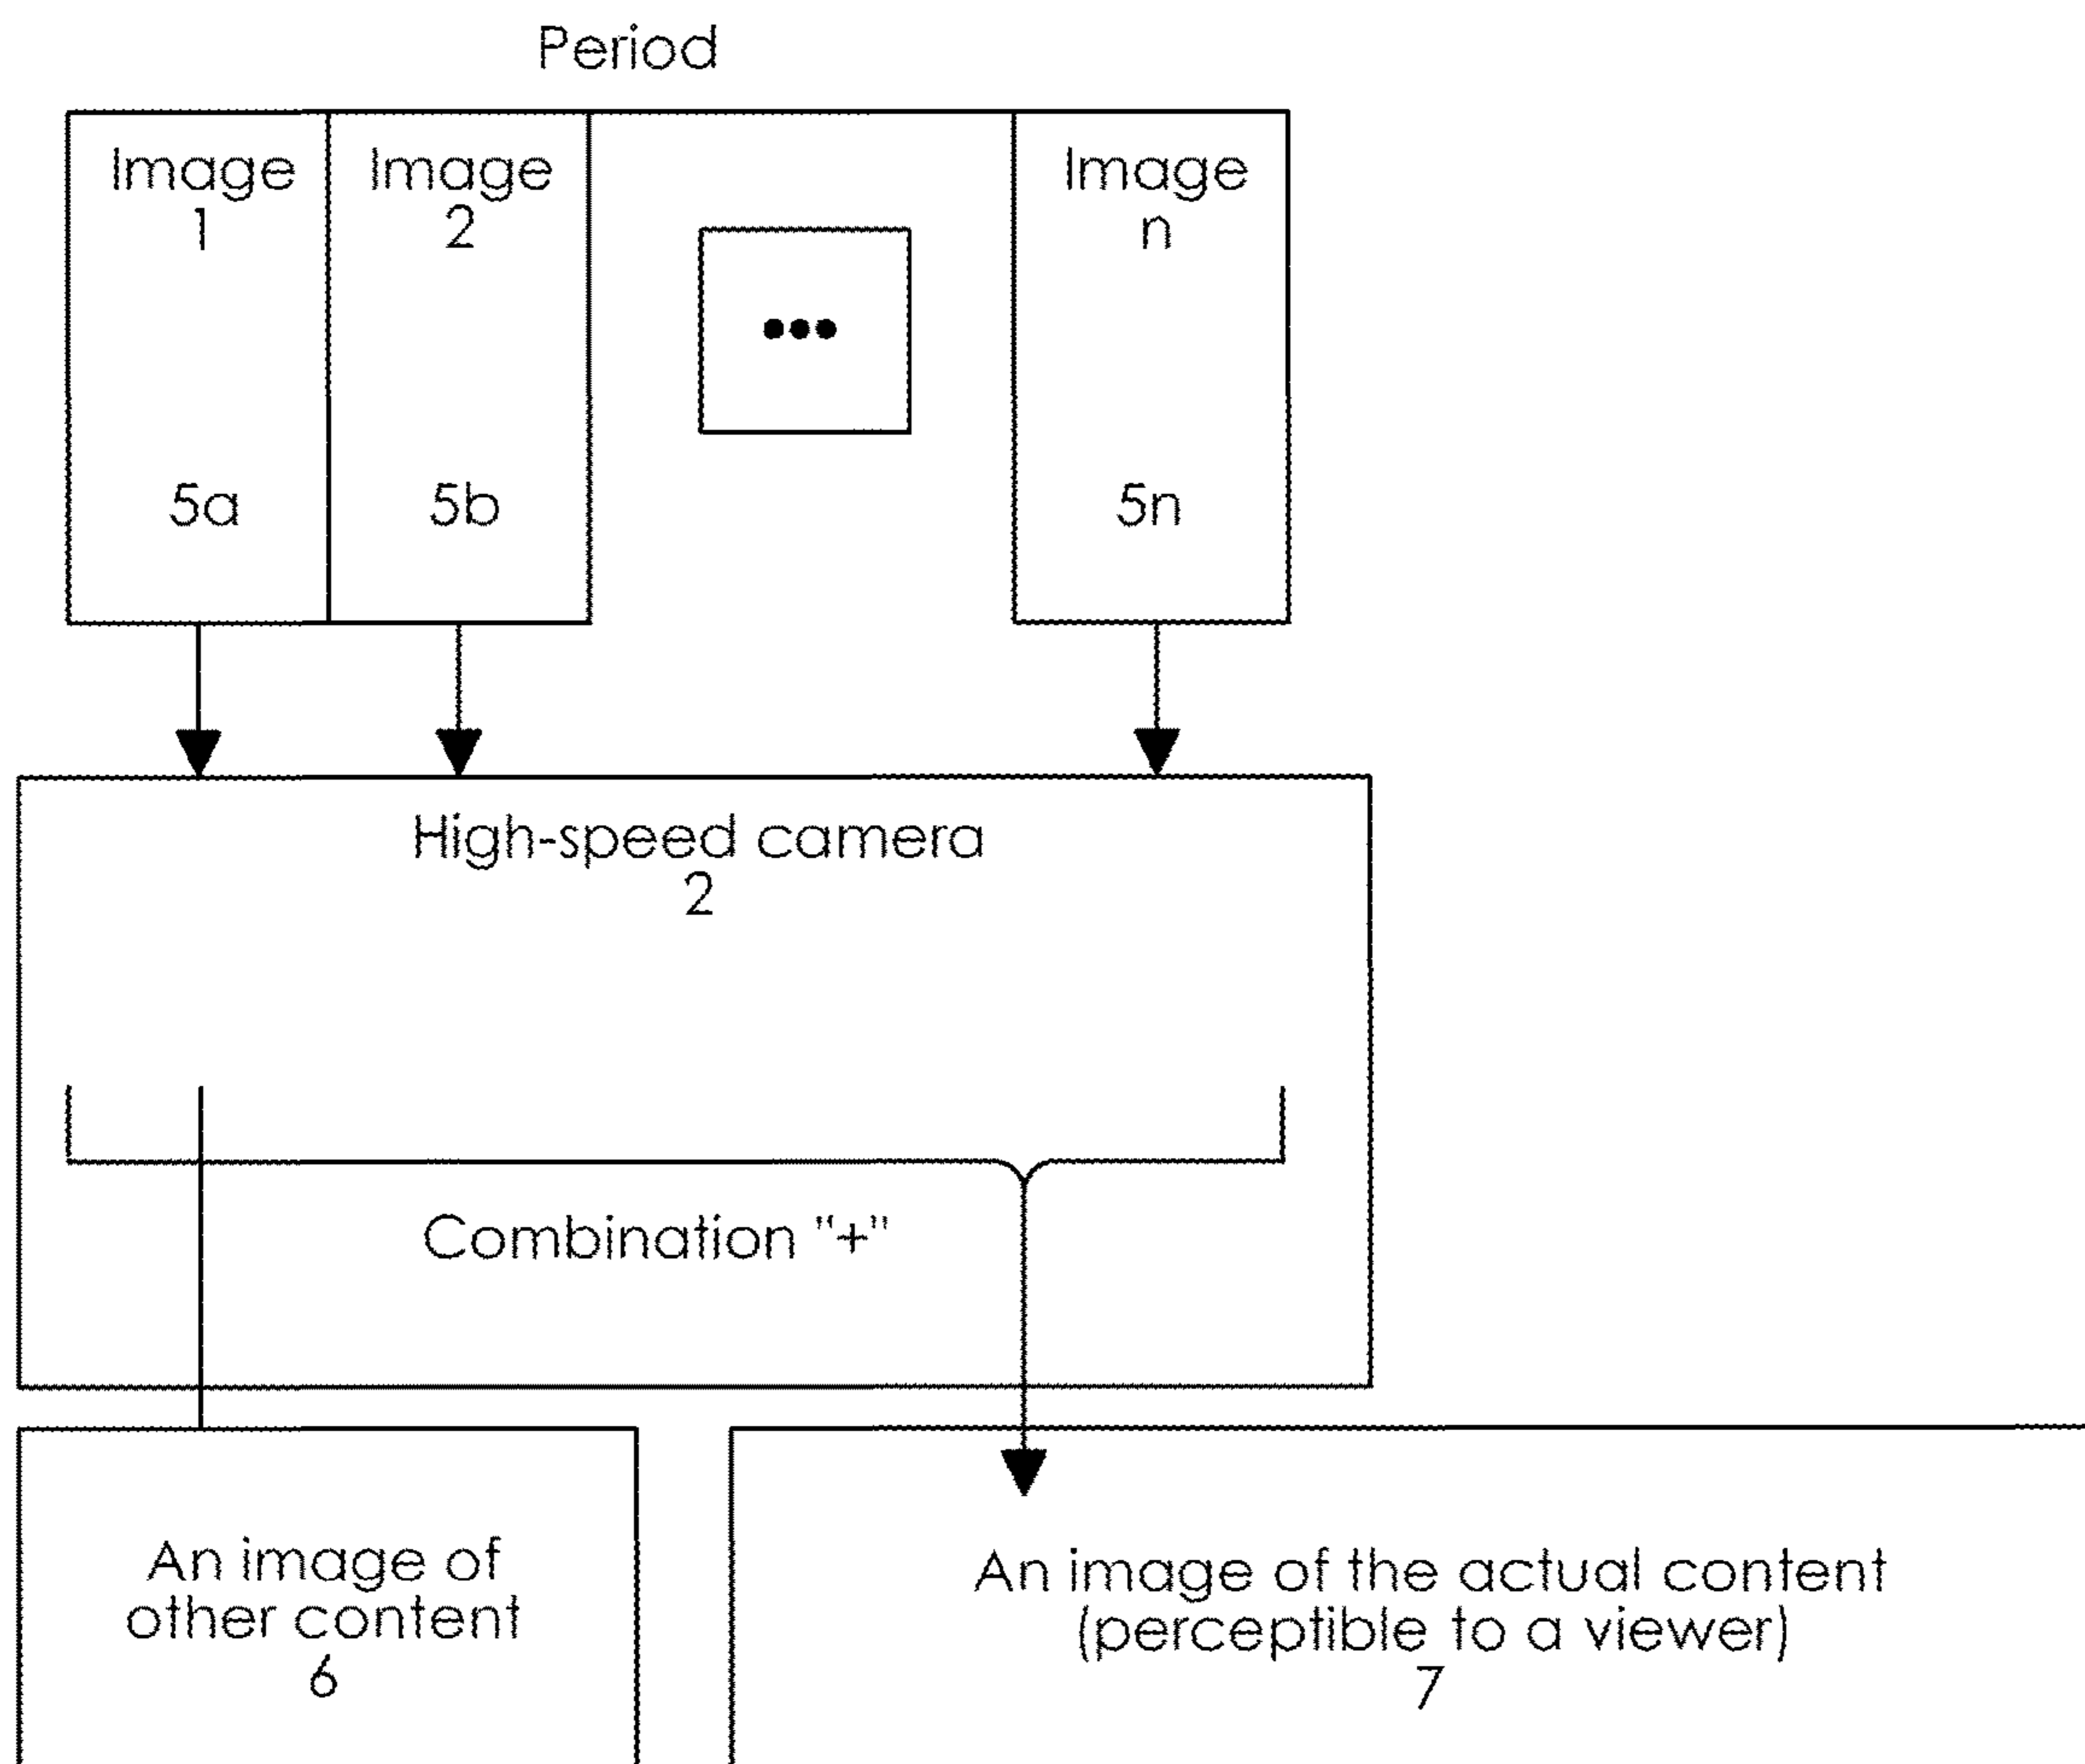 Period
Image
1
Image
2
Image
n
•••
5a
5b
5n
High-speed camera
2
Combination "+"
An image of
other content
6
An image of the actual content
(perceptible to a viewer)
7